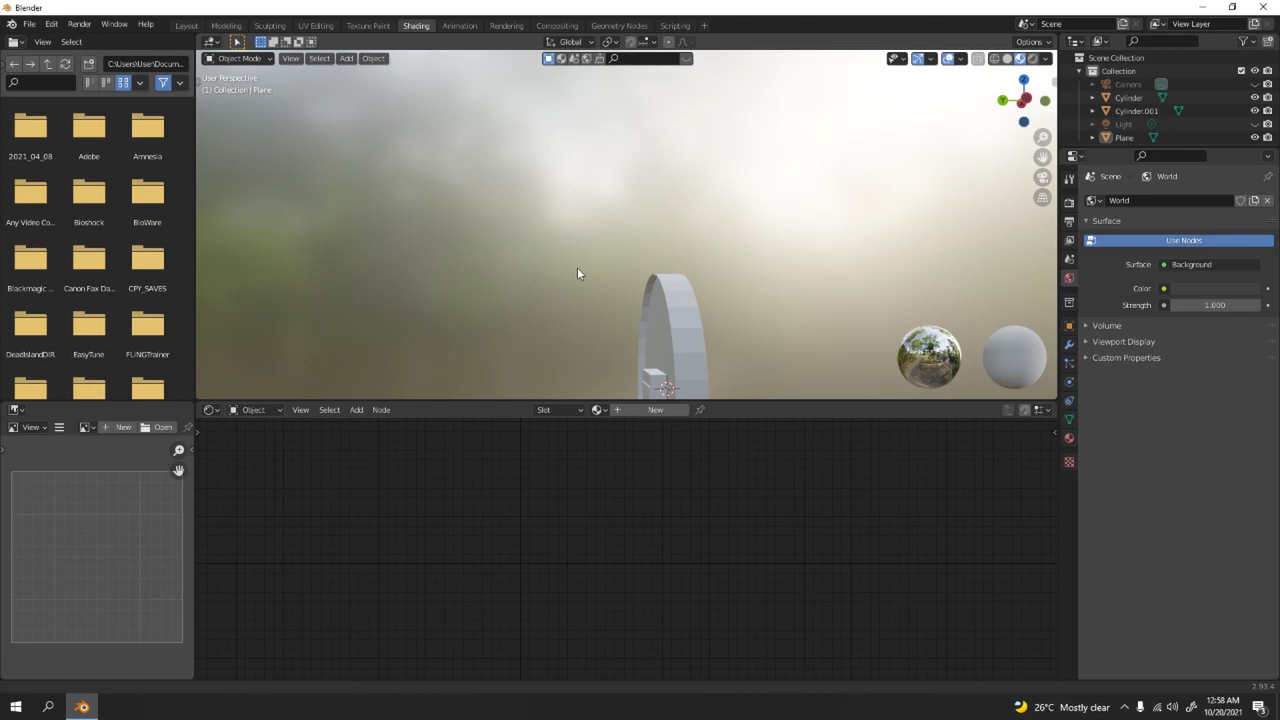 Blender
File Edit Render Window Help Layout Modeling Sculpting UV Editing Texture Paint Shading Animation Rendering Compositing Geometry Nodes Scripting Scene View Layer
View Select Global Options
C:\Users\User\Docum... Object Mode View Select Add Object
User Perspective
(1) Collection | Plane
Scene Collection
Collection
Camera
Cylinder
Cylinder.001
Light
Plane
2021_04_08 Adobe Amnesia
Any Video Co... Bioshock BioWare
Blackmagic ... Canon Fax Da... CPY_SAVES
DeadIslandDIR EasyTune FLiNGTrainer
Z
Y
Scene World
World
Surface
Use Nodes
Surface Background
Color
Strength 1.000
Volume
Viewport Display
Custom Properties
Object View Select Add Node Slot New
View New Open
2.93.4
26°C Mostly clear
12:58 AM
10/20/2021
3